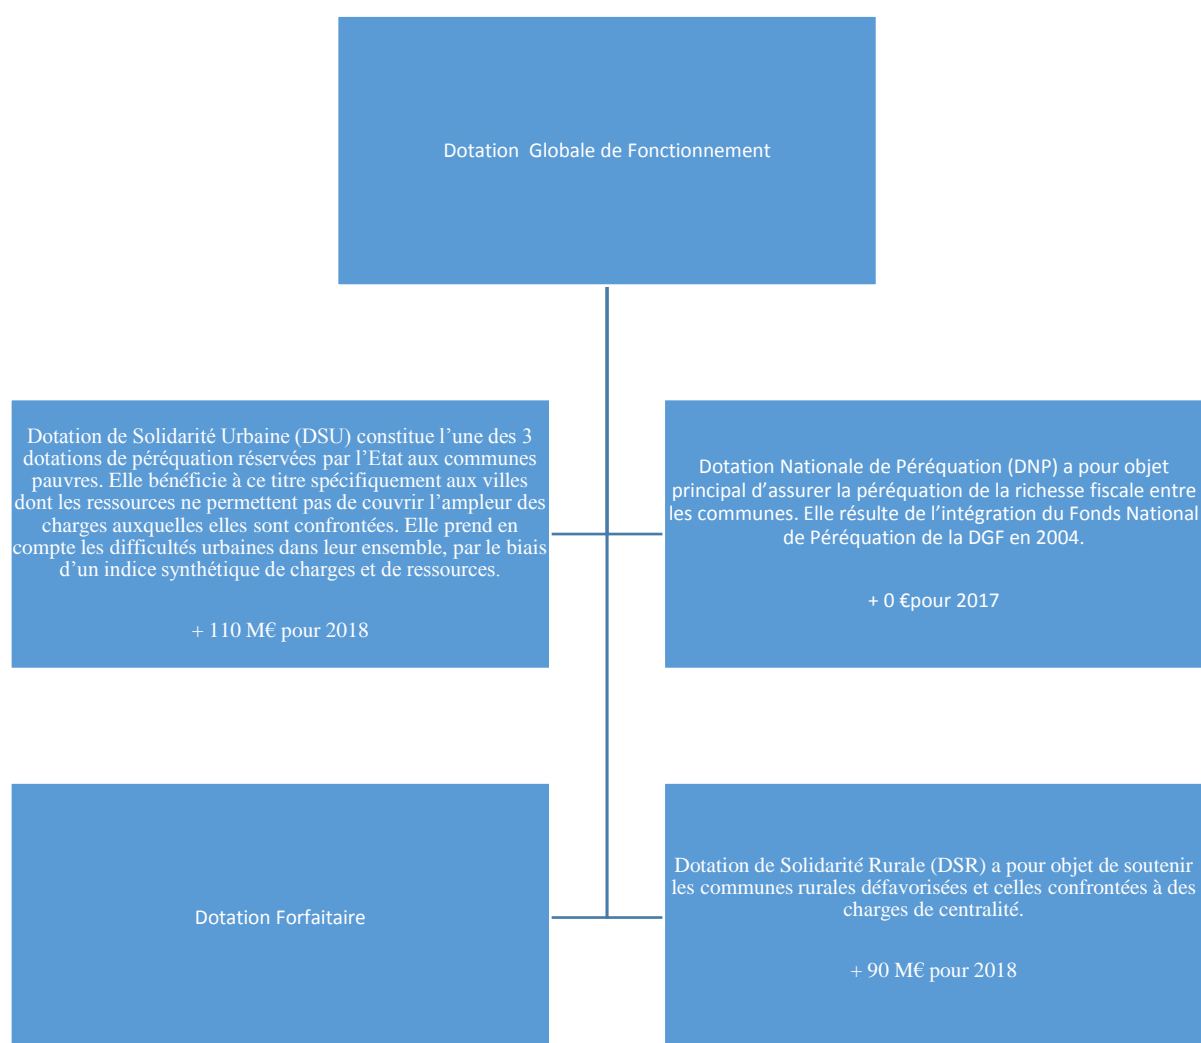 Dotation  Globale de Fonctionnement
Dotation de Solidarité Urbaine (DSU) constitue l’une des 3
dotations de péréquation réservées par l’Etat aux communes
pauvres. Elle bénéficie à ce titre spécifiquement aux villes
dont les ressources ne permettent pas de couvrir l’ampleur des
charges auxquelles elles sont confrontées. Elle prend en
compte les difficultés urbaines dans leur ensemble, par le biais
d’un indice synthétique de charges et de ressources.
+ 110 M€ pour 2018
Dotation Nationale de Péréquation (DNP) a pour objet
principal d’assurer la péréquation de la richesse fiscale entre
les communes. Elle résulte de l’intégration du Fonds National
de Péréquation de la DGF en 2004.
+ 0 €pour 2017
Dotation Forfaitaire
Dotation de Solidarité Rurale (DSR) a pour objet de soutenir
les communes rurales défavorisées et celles confrontées à des
charges de centralité.
+ 90 M€ pour 2018